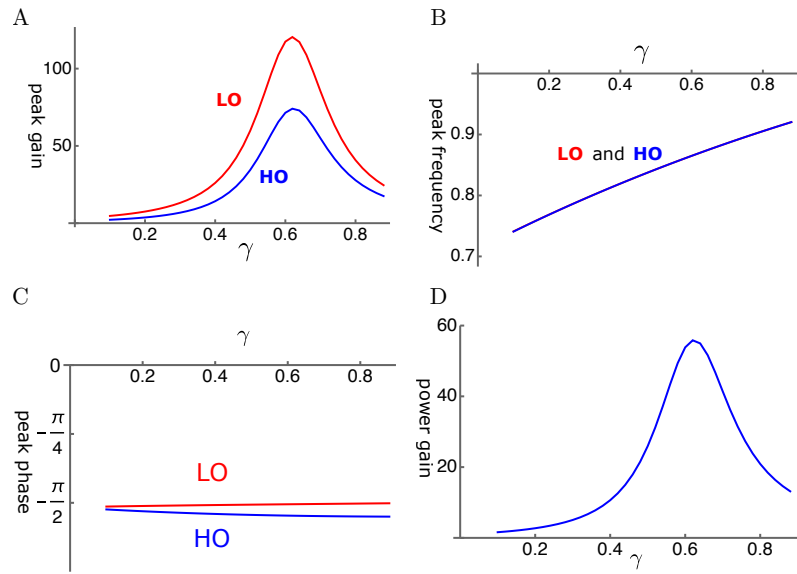 A
100
50
peak gain
LO
HO
0.2 0.4 0.6 0.8
γ
B
γ
0.2 0.4 0.6 0.8
0.9
0.8
0.7
peak frequency
LO and HO
C
γ
0
0.2 0.4 0.6 0.8
-π/4
-π/2
peak phase
LO
HO
D
60
40
20
power gain
0.2 0.4 0.6 0.8
γ